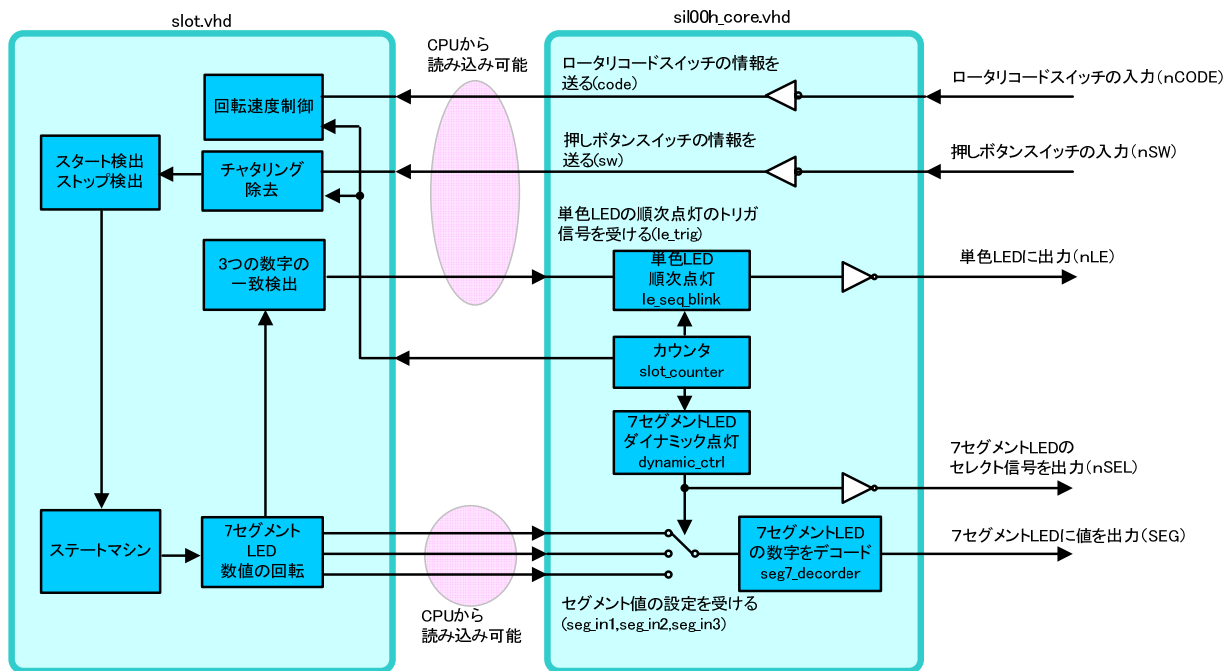 slot.vhd
sil00h_core.vhd
CPUから
読み込み可能
ロータリコードスイッチの情報を
送る(code)
ロータリコードスイッチの入力(nCODE)
回転速度制御
押しボタンスイッチの情報を
送る(sw)
押しボタンスイッチの入力(nSW)
スタート検出
ストップ検出
チャタリング
除去
単色LEDの順次点灯のトリガ
信号を受ける(le_trig)
3つの数字の
一致検出
単色LED
順次点灯
le_seq_blink
単色LEDに出力(nLE)
カウンタ
slot_counter
7セグメントLED
ダイナミック点灯
dynamic_ctrl
7セグメントLEDの
セレクト信号を出力(nSEL)
ステートマシン
7セグメント
LED
数値の回転
7セグメントLED
の数字をデコード
seg7_decorder
7セグメントLEDに値を出力(SEG)
CPUから
読み込み可能
セグメント値の設定を受ける
(seg_in1,seg_in2,seg_in3)